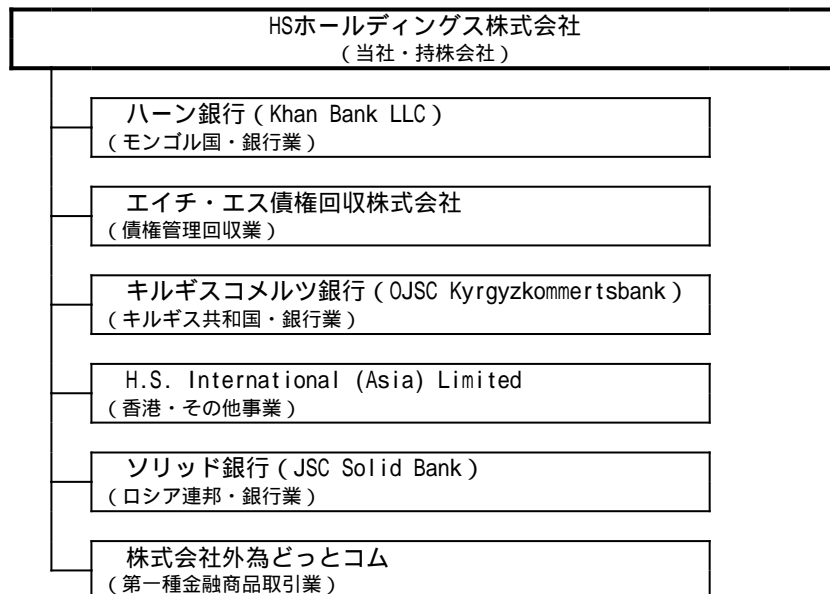 HSホールディングス株式会社
（当社・持株会社）
ハーン銀行（Khan Bank LLC）
（モンゴル国・銀行業）
エイチ・エス債権回収株式会社
（債権管理回収業）
キルギスコメルツ銀行（OJSC Kyrgyzkommertsbank）
（キルギス共和国・銀行業）
H.S. International (Asia) Limited
（香港・その他事業）
ソリッド銀行（JSC Solid Bank）
（ロシア連邦・銀行業）
株式会社外為どっとコム
（第一種金融商品取引業）